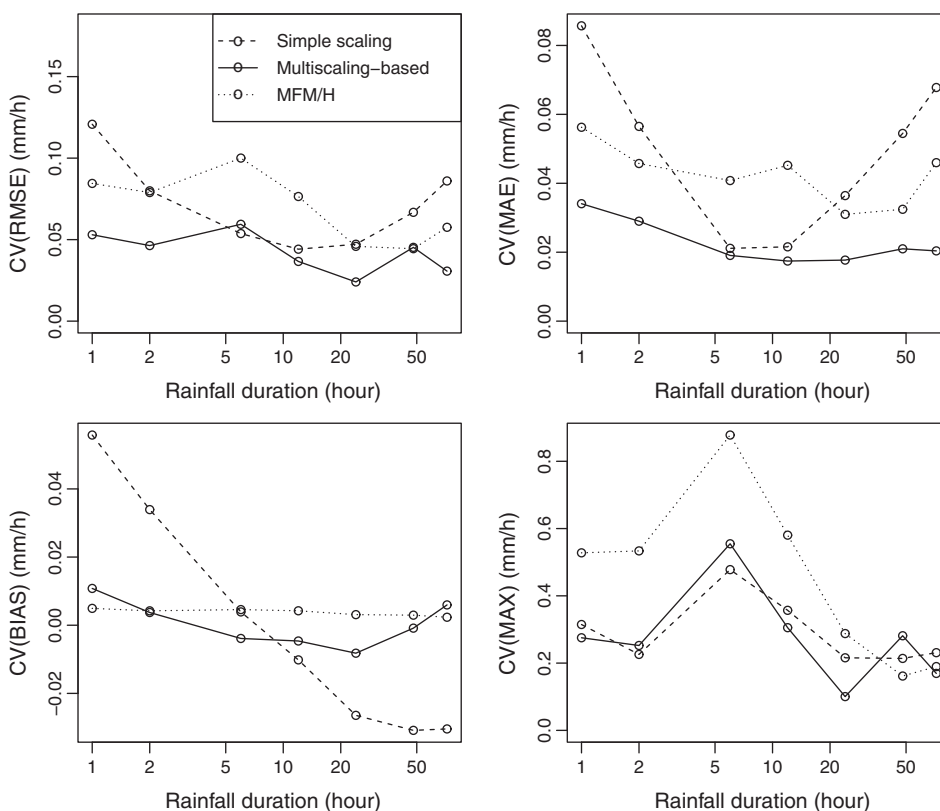 Simple scaling
Multiscaling−based
MFM/H
CV(RMSE) (mm/h)
0.00 0.05 0.10 0.15
1 2 5 10 20 50
Rainfall duration (hour)
CV(MAE) (mm/h)
0.00 0.02 0.04 0.06 0.08
1 2 5 10 20 50
Rainfall duration (hour)
CV(BIAS) (mm/h)
−0.02 0.00 0.02 0.04
1 2 5 10 20 50
Rainfall duration (hour)
CV(MAX) (mm/h)
0.0 0.2 0.4 0.6 0.8
1 2 5 10 20 50
Rainfall duration (hour)